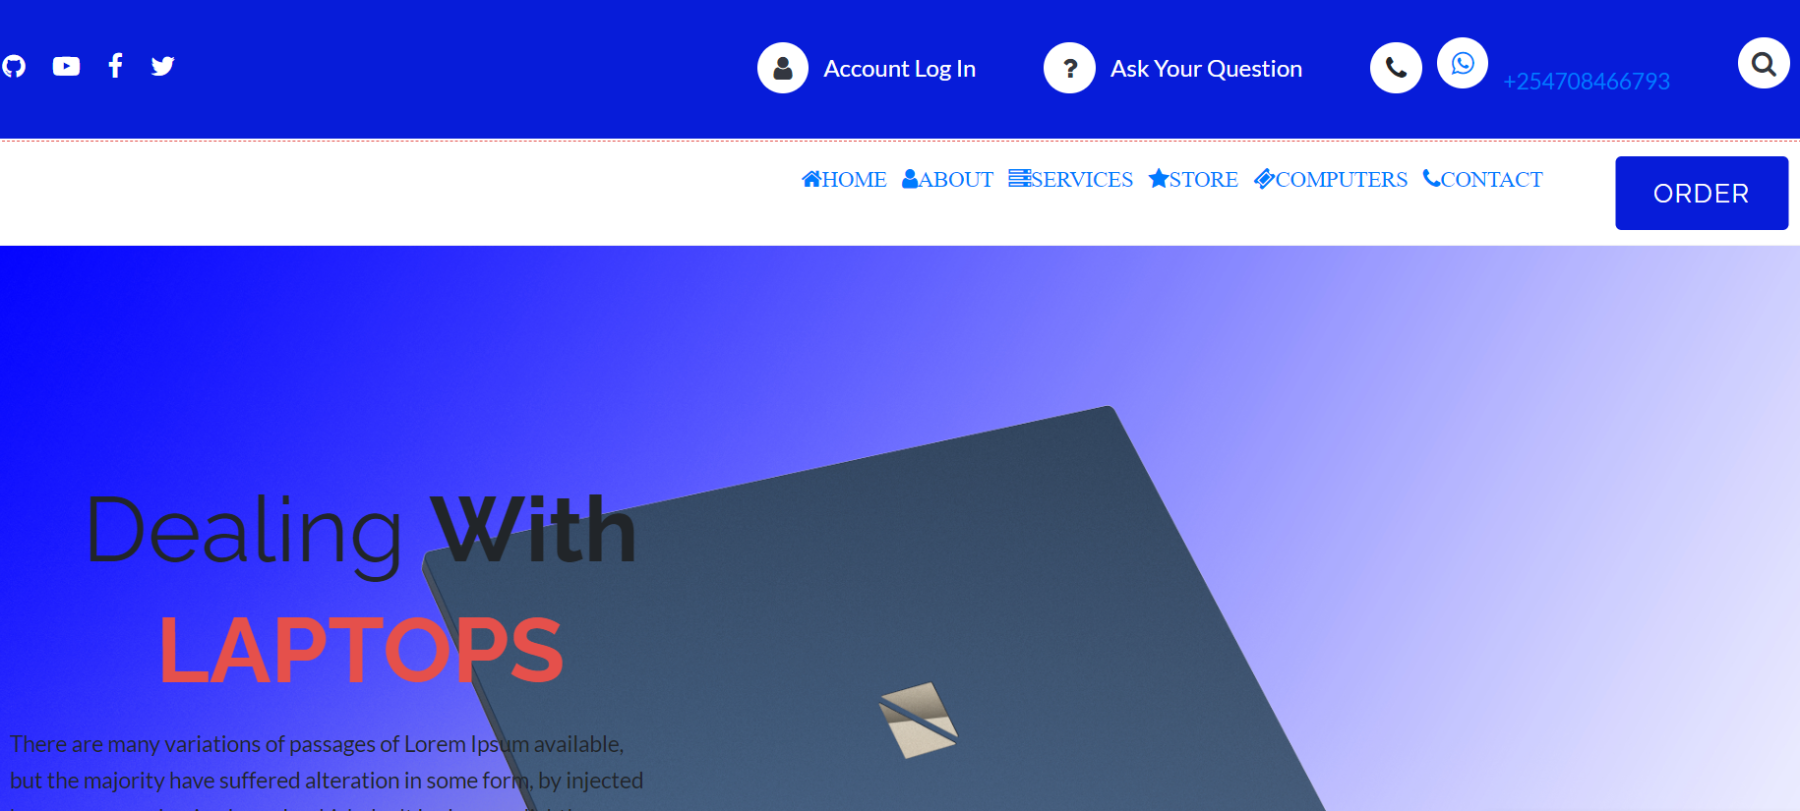 Account Log In
? Ask Your Question
+254708466793
HOME ABOUT SERVICES STORE COMPUTERS CONTACT
ORDER
Dealing With
LAPTOPS
There are many variations of passages of Lorem Ipsum available,
but the majority have suffered alteration in some form, by injected